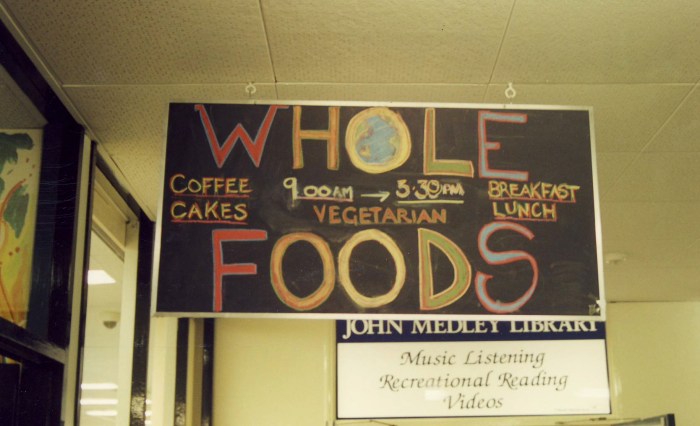 WHOLE
COFFEE 9.00AM → 5.30PM BREAKFAST
CAKES VEGETARIAN LUNCH
FOODS
JOHN MEDLEY LIBRARY
Music Listening
Recreational Reading
Videos